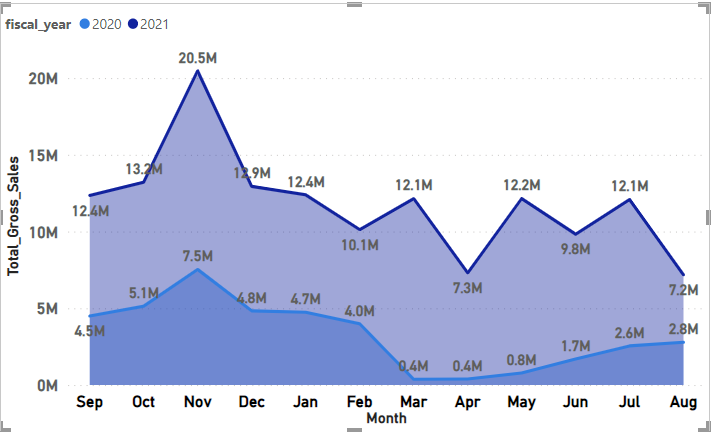 fiscal_year 2020 2021
Total_Gross_Sales
20M
15M
10M
5M
0M
12.4M
13.2M
20.5M
12.9M
12.4M
10.1M
12.1M
7.3M
12.2M
9.8M
12.1M
7.2M
4.5M
5.1M
7.5M
4.8M
4.7M
4.0M
0.4M
0.4M
0.8M
1.7M
2.6M
2.8M
Sep Oct Nov Dec Jan Feb Mar Apr May Jun Jul Aug
Month